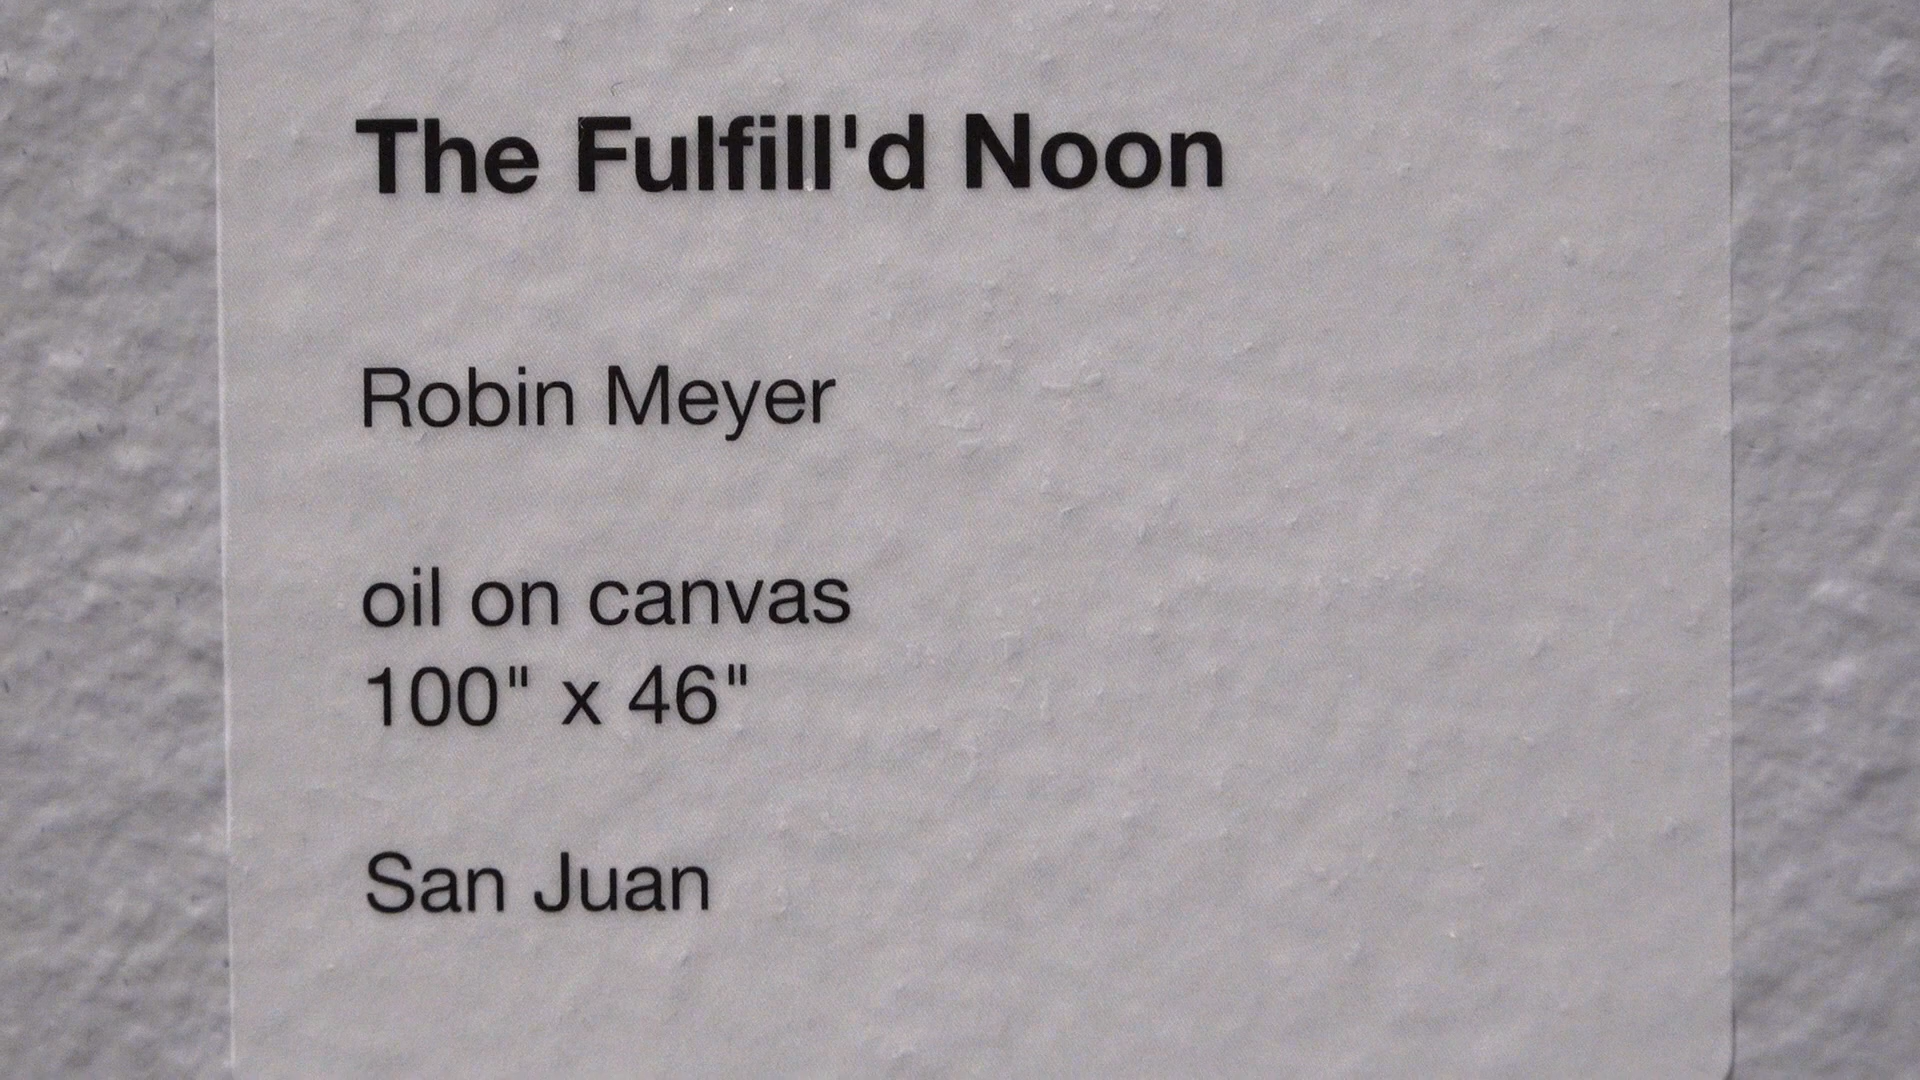 The Fulfill'd Noon
Robin Meyer
oil on canvas
100" x 46"
San Juan